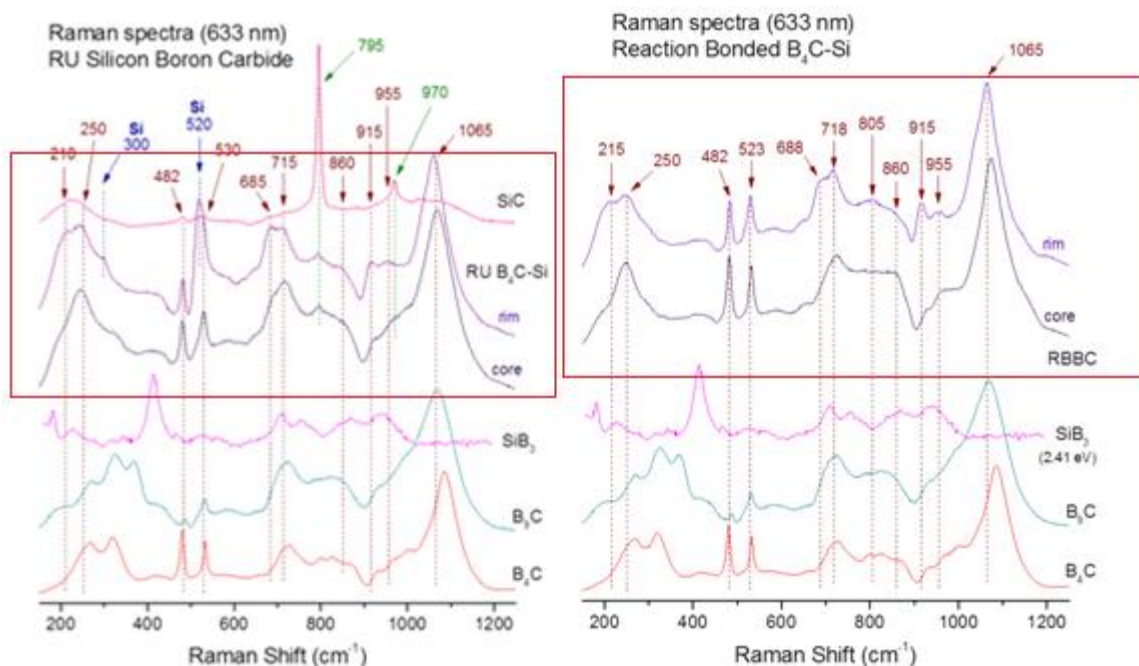 Raman spectra (633 nm)
RU Silicon Boron Carbide
795
Si
955
970
250
Si
520
915
210
300
530
1065
860
482
715
685
SiC
RU B₄C-Si
rim
core
SiB₃
B₉C
B₄C
200 400 600 800 1000 1200
Raman Shift (cm⁻¹)
Raman spectra (633 nm)
Reaction Bonded B₄C-Si
1065
805
915
718
215
250
482
523
688
860
955
rim
core
RBBC
SiB₃
(2.41 eV)
B₉C
B₄C
200 400 600 800 1000 1200
Raman Shift (cm⁻¹)